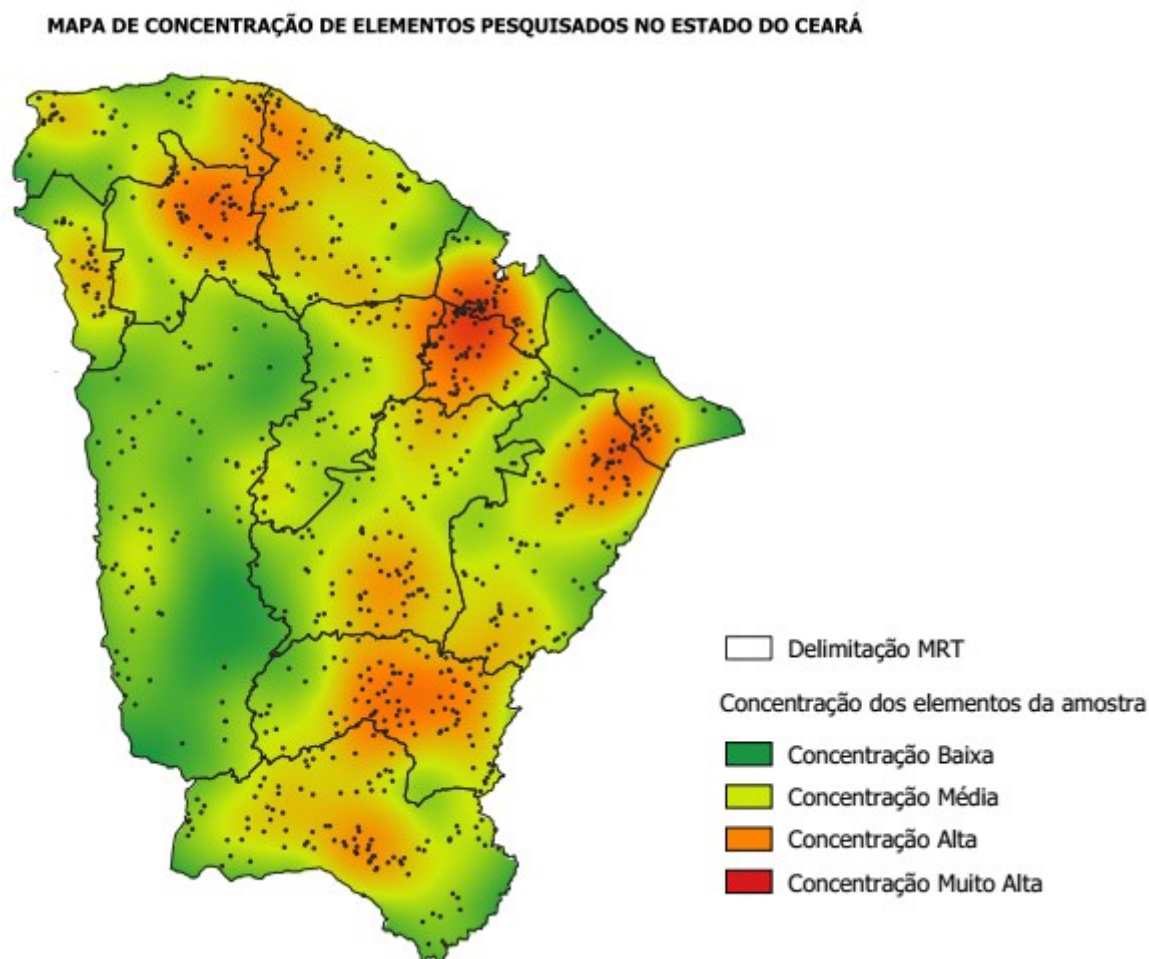 MAPA DE CONCENTRAÇÃO DE ELEMENTOS PESQUISADOS NO ESTADO DO CEARÁ
Delimitação MRT
Concentração dos elementos da amostra
Concentração Baixa
Concentração Média
Concentração Alta
Concentração Muito Alta